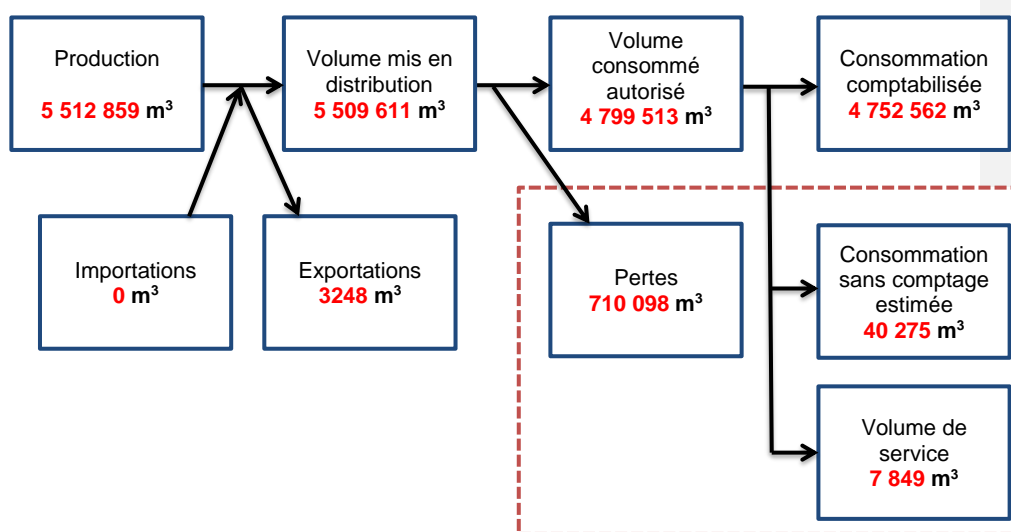 Production
5 512 859 m³
Volume mis en
distribution
5 509 611 m³
Volume
consommé
autorisé
4 799 513 m³
Consommation
comptabilisée
4 752 562 m³
Importations
0 m³
Exportations
3248 m³
Pertes
710 098 m³
Consommation
sans comptage
estimée
40 275 m³
Volume de
service
7 849 m³